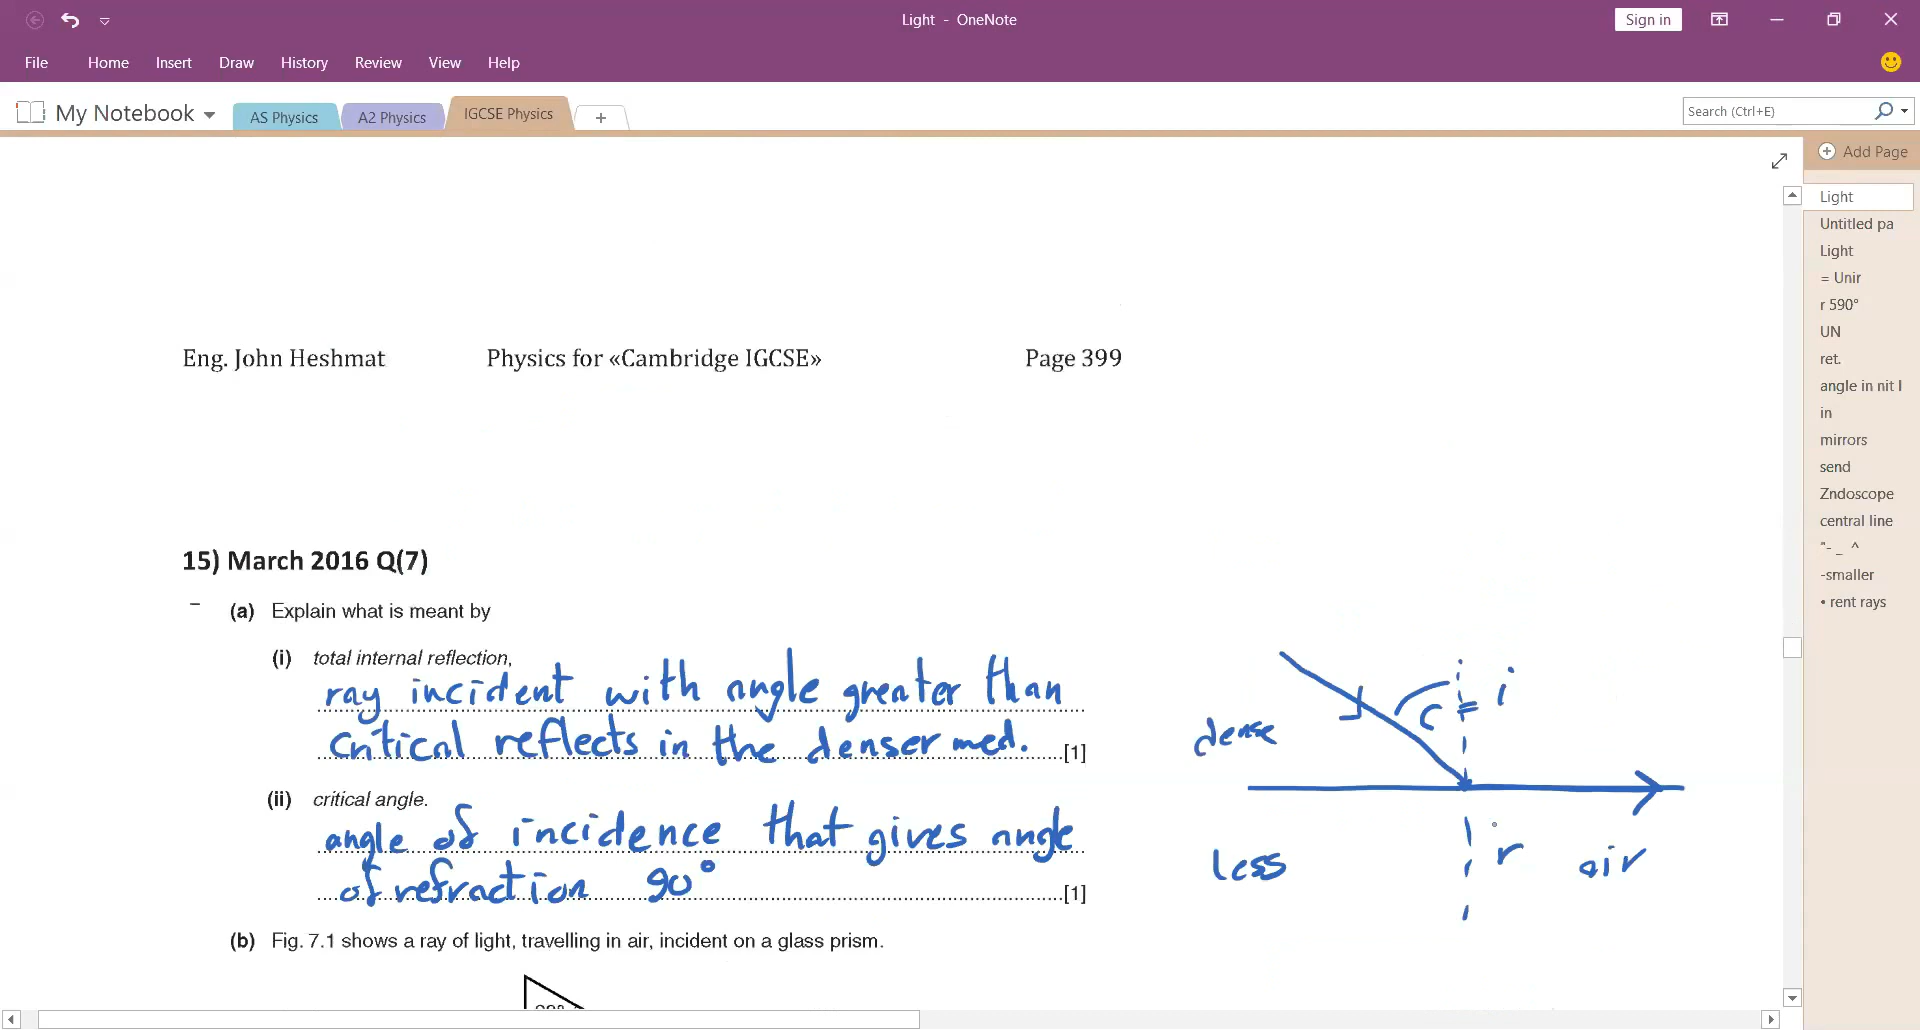 Light - OneNote
Sign in
File Home Insert Draw History Review View Help
My Notebook AS Physics A2 Physics IGCSE Physics +
Search (Ctrl+E)
Add Page
Light
Untitled pa
Light
= Unir
r 590°
UN
ret.
angle in nit I
in
mirrors
send
Zndoscope
central line
"- _ ^
-smaller
• rent rays
Eng. John Heshmat Physics for «Cambridge IGCSE» Page 399
15) March 2016 Q(7)
(a) Explain what is meant by
(i) total internal reflection,
ray incident with angle greater than
critical reflects in the denser med. [1]
(ii) critical angle.
angle of incidence that gives angle
of refraction 90° [1]
c = i
dense
less r air
(b) Fig. 7.1 shows a ray of light, travelling in air, incident on a glass prism.